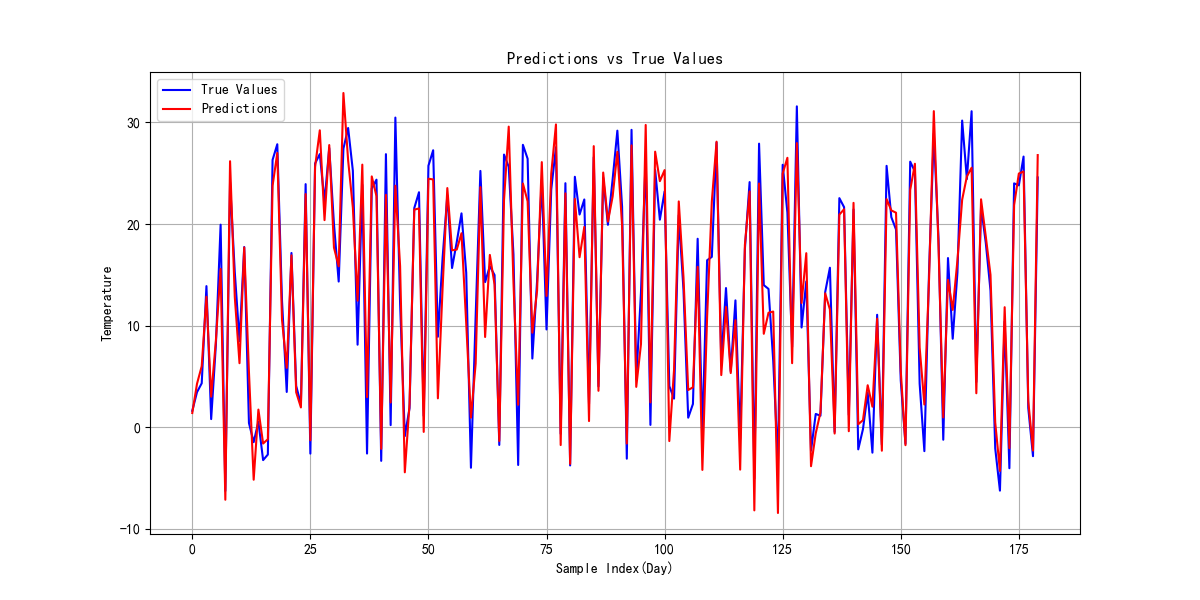 Predictions vs True Values
True Values
Predictions
Temperature
30
20
10
0
−10
0 25 50 75 100 125 150 175
Sample Index(Day)